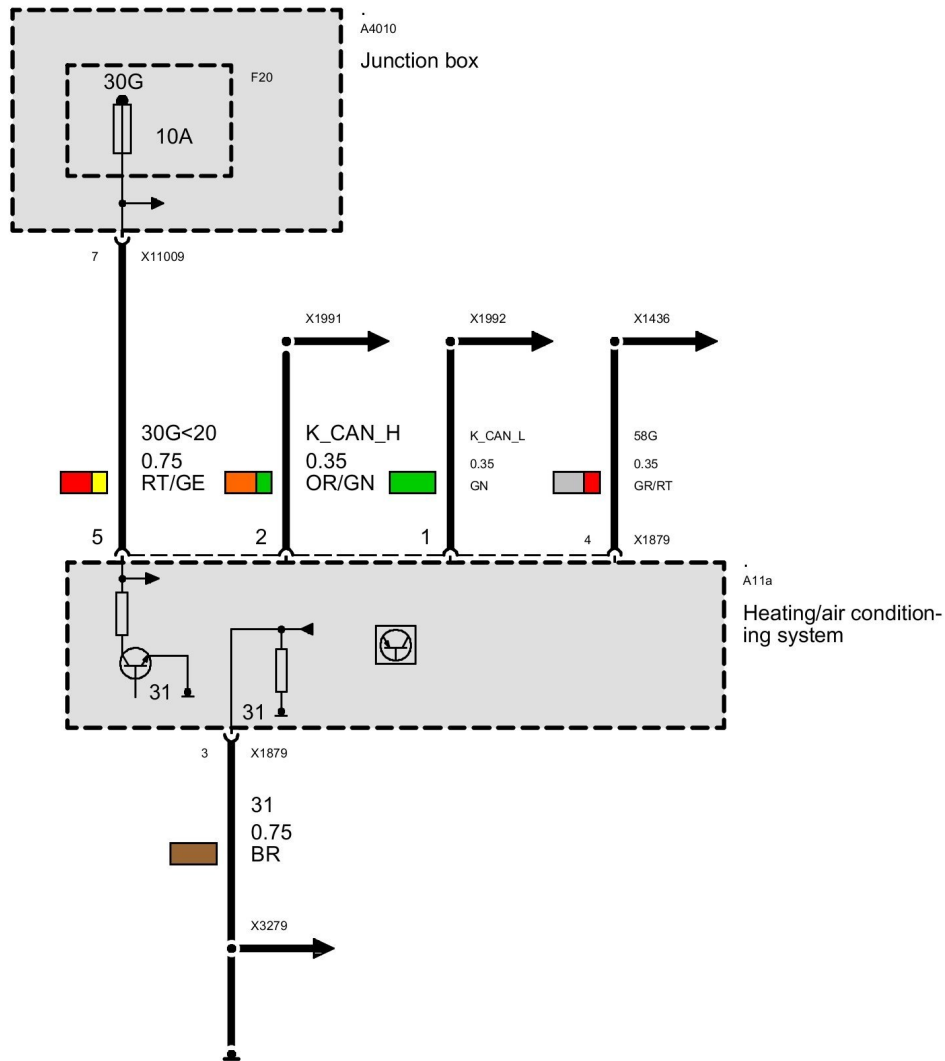 .
A4010
Junction box
F20
30G
10A
7 X11009
X1991
X1992
X1436
30G<20
0.75
RT/GE
K_CAN_H
0.35
OR/GN
K_CAN_L
0.35
GN
58G
0.35
GR/RT
5
2
1
4 X1879
.
A11a
Heating/air condition-
ing system
31
31
3 X1879
31
0.75
BR
X3279